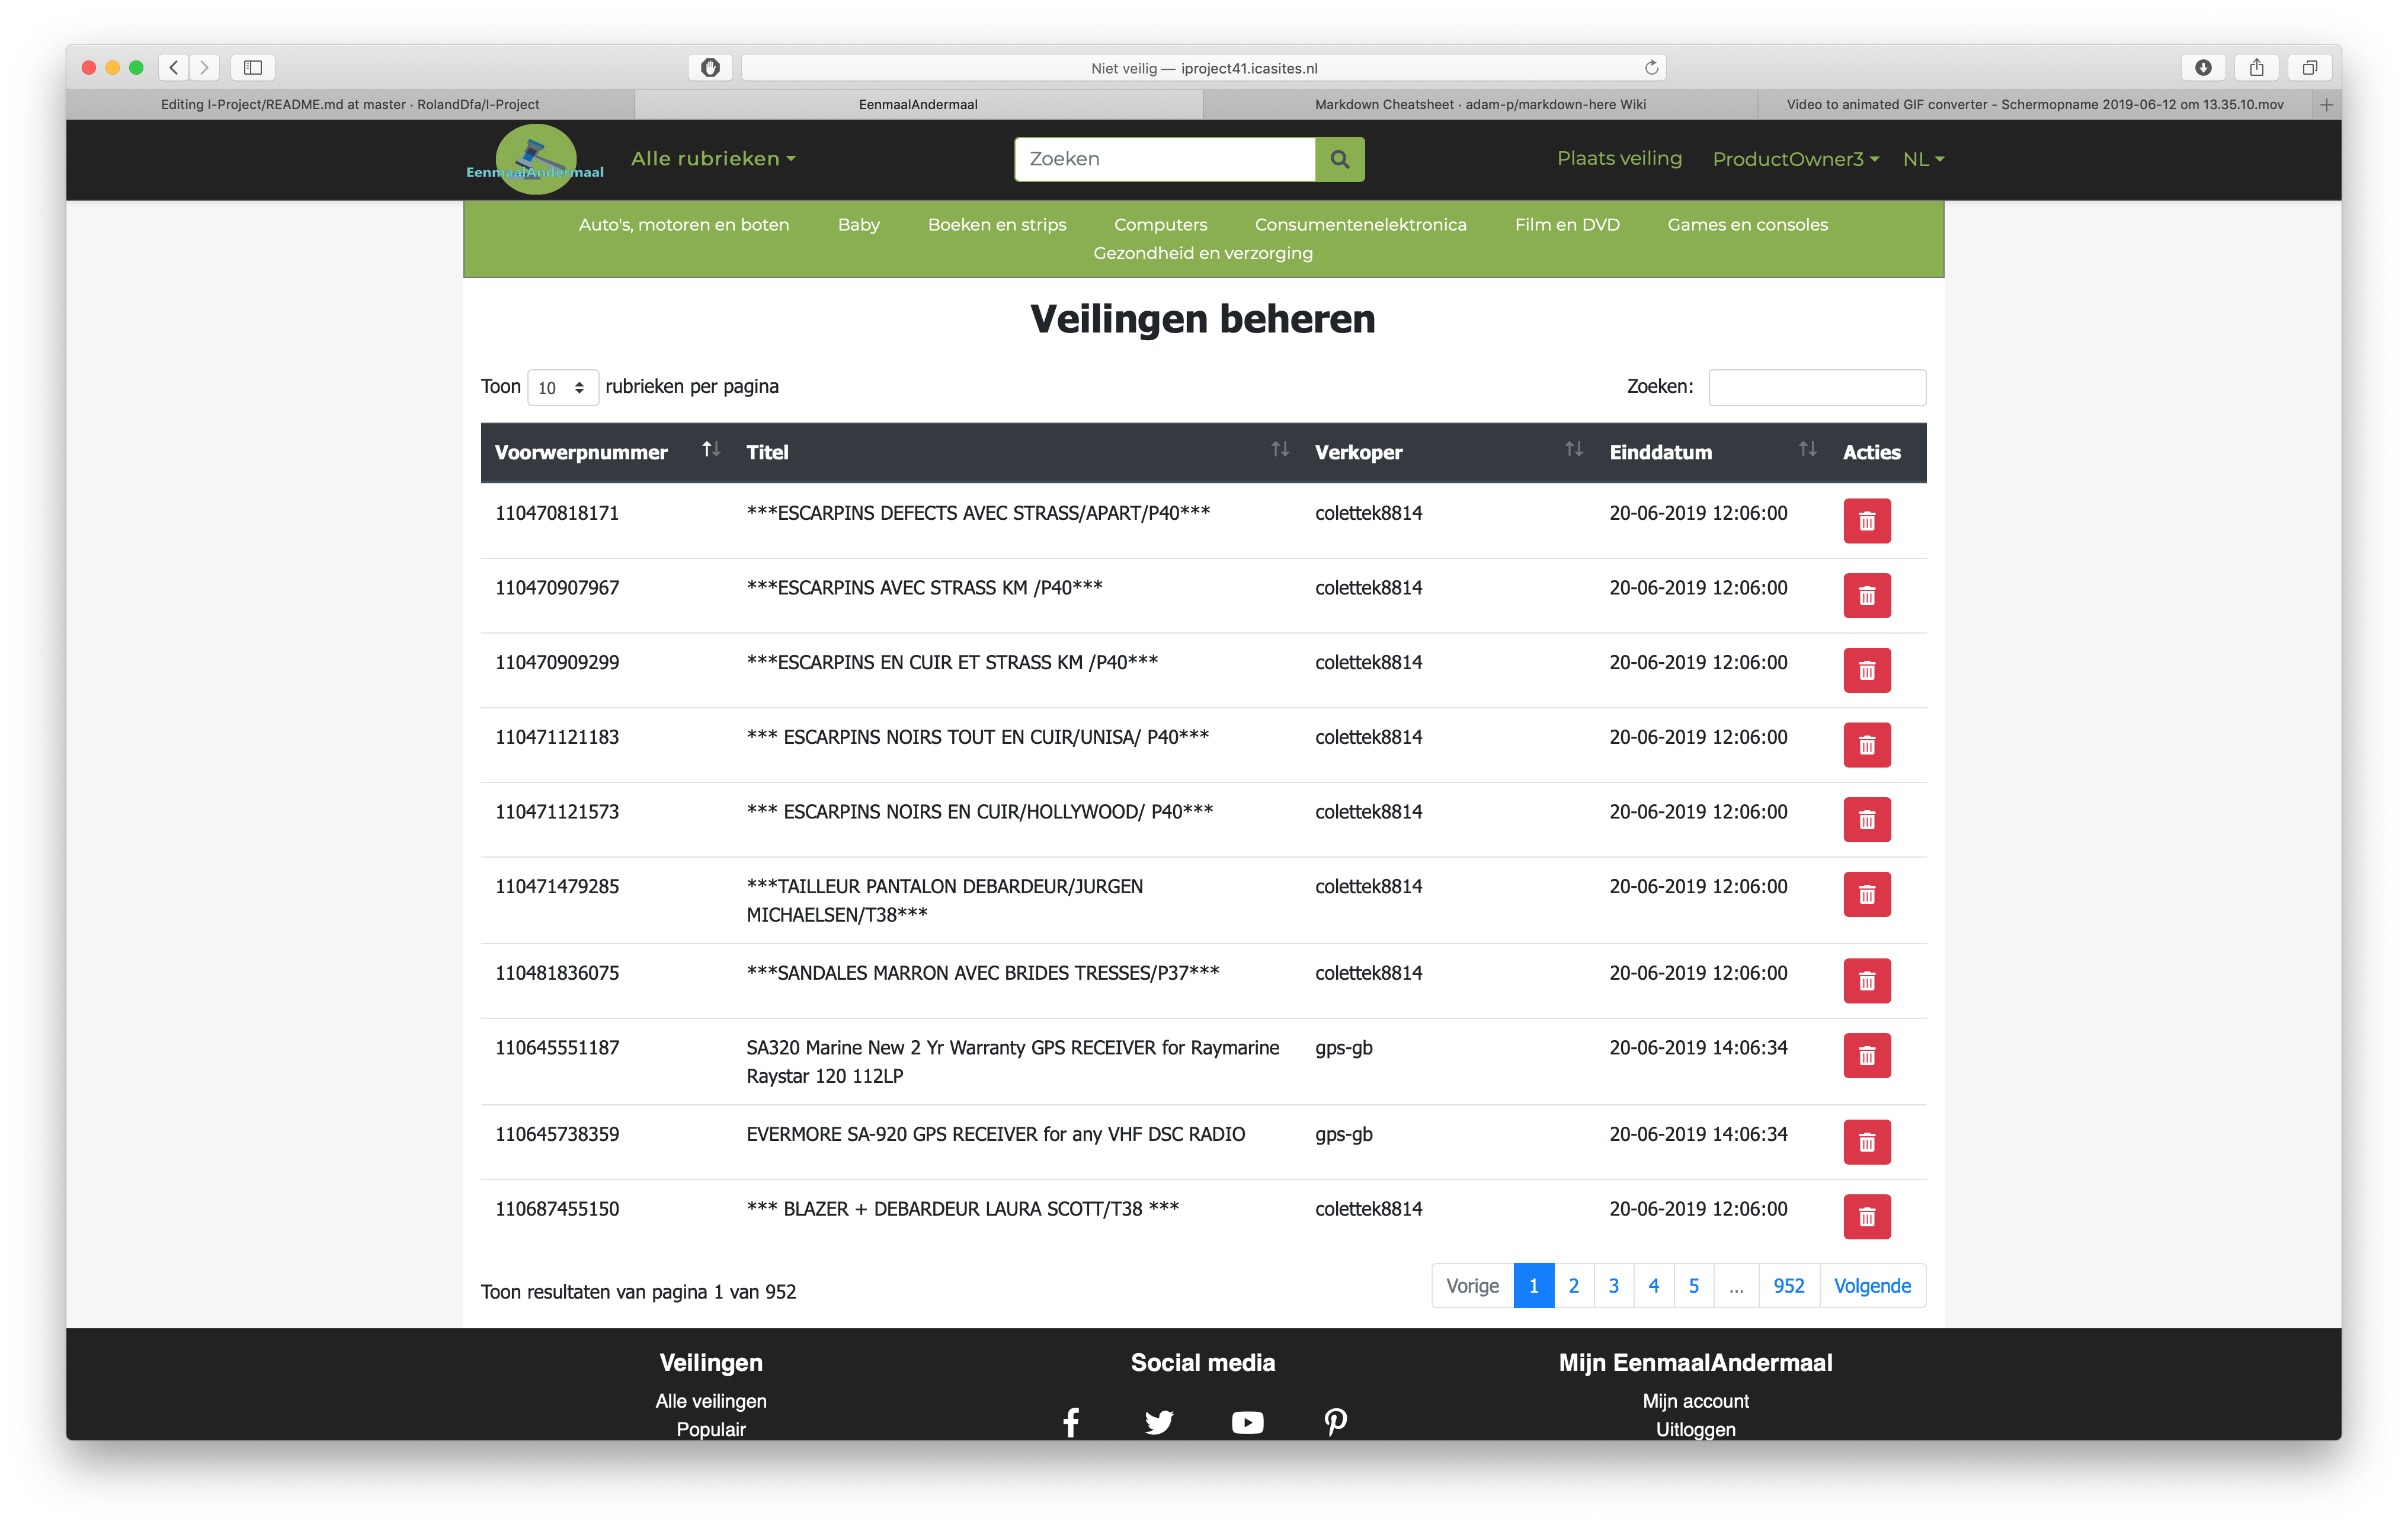 Niet veilig — iproject41.icasites.nl
Editing I-Project/README.md at master · RolandDfa/I-Project
EenmaalAndermaal
Markdown Cheatsheet · adam-p/markdown-here Wiki
Video to animated GIF converter - Schermopname 2019-06-12 om 13.35.10.mov
EenmaalAndermaal
Alle rubrieken
Zoeken
Plaats veiling
ProductOwner3
NL
Auto's, motoren en boten
Baby
Boeken en strips
Computers
Consumentenelektronica
Film en DVD
Games en consoles
Gezondheid en verzorging
Veilingen beheren
Toon 10 rubrieken per pagina
Zoeken:
Voorwerpnummer Titel Verkoper Einddatum Acties
110470818171 ***ESCARPINS DEFECTS AVEC STRASS/APART/P40*** colettek8814 20-06-2019 12:06:00
110470907967 ***ESCARPINS AVEC STRASS KM /P40*** colettek8814 20-06-2019 12:06:00
110470909299 ***ESCARPINS EN CUIR ET STRASS KM /P40*** colettek8814 20-06-2019 12:06:00
110471121183 *** ESCARPINS NOIRS TOUT EN CUIR/UNISA/ P40*** colettek8814 20-06-2019 12:06:00
110471121573 *** ESCARPINS NOIRS EN CUIR/HOLLYWOOD/ P40*** colettek8814 20-06-2019 12:06:00
110471479285 ***TAILLEUR PANTALON DEBARDEUR/JURGEN colettek8814 20-06-2019 12:06:00
MICHAELSEN/T38***
110481836075 ***SANDALES MARRON AVEC BRIDES TRESSES/P37*** colettek8814 20-06-2019 12:06:00
110645551187 SA320 Marine New 2 Yr Warranty GPS RECEIVER for Raymarine gps-gb 20-06-2019 14:06:34
Raystar 120 112LP
110645738359 EVERMORE SA-920 GPS RECEIVER for any VHF DSC RADIO gps-gb 20-06-2019 14:06:34
110687455150 *** BLAZER + DEBARDEUR LAURA SCOTT/T38 *** colettek8814 20-06-2019 12:06:00
Toon resultaten van pagina 1 van 952
Vorige 1 2 3 4 5 ... 952 Volgende
Veilingen
Alle veilingen
Populair
Social media
Mijn EenmaalAndermaal
Mijn account
Uitloggen